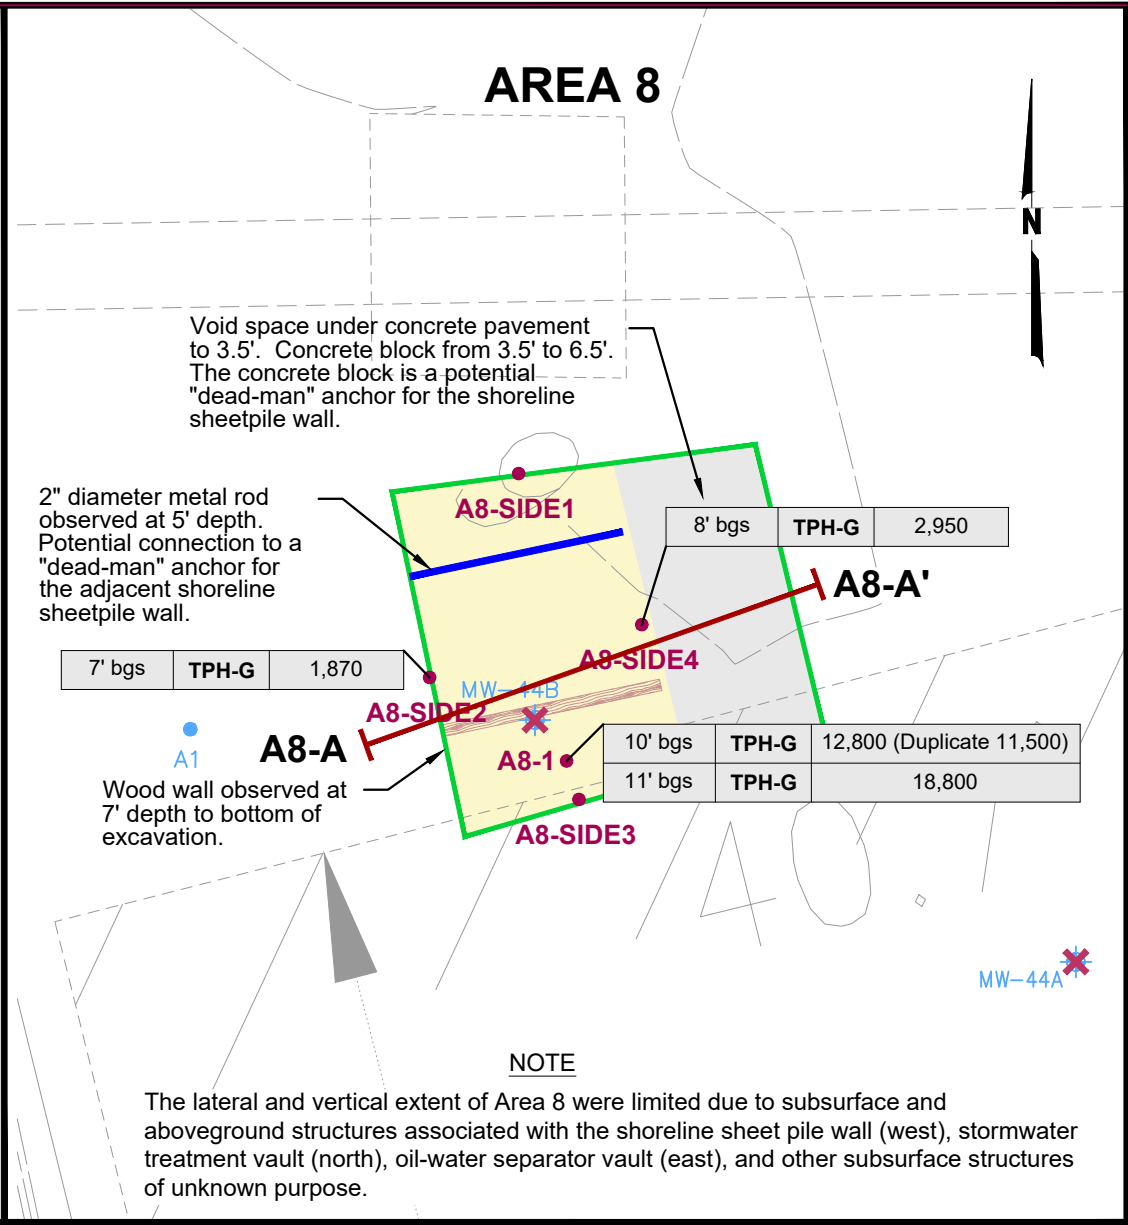 AREA 8
N
Void space under concrete pavement
to 3.5'. Concrete block from 3.5' to 6.5'.
The concrete block is a potential
"dead-man" anchor for the shoreline
sheetpile wall.
2" diameter metal rod
observed at 5' depth.
Potential connection to a
"dead-man" anchor for
the adjacent shoreline
sheetpile wall.
A8-SIDE1
8' bgs TPH-G 2,950
A8-A'
A8-SIDE4
7' bgs TPH-G 1,870
MW-44B
A8-SIDE2
A1
A8-A
A8-1
10' bgs TPH-G 12,800 (Duplicate 11,500)
11' bgs TPH-G 18,800
Wood wall observed at
7' depth to bottom of
excavation.
A8-SIDE3
MW-44A
NOTE
The lateral and vertical extent of Area 8 were limited due to subsurface and
aboveground structures associated with the shoreline sheet pile wall (west), stormwater
treatment vault (north), oil-water separator vault (east), and other subsurface structures
of unknown purpose.